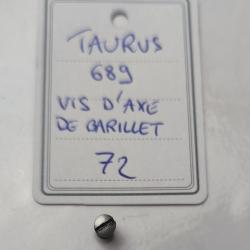 TAURUS
689
VIS D'AXE
DE BARILLET
72